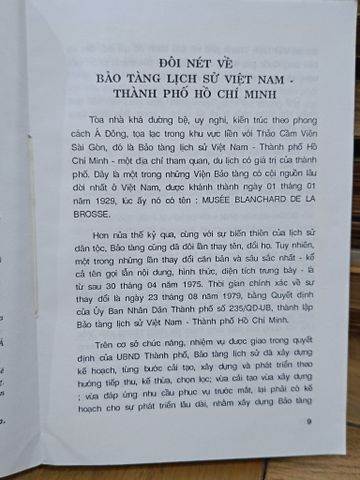 ĐÔI NÉT VỀ
BẢO TÀNG LỊCH SỬ VIỆT NAM -
THÀNH PHỐ HỒ CHÍ MINH
Tòa nhà khá đường bệ, uy nghi, kiến trúc theo phong
cách Á Đông, tọa lạc trong khu vực liền với Thảo Cầm Viên
Sài Gòn, đó là Bảo tàng lịch sử Việt Nam - Thành phố Hồ
Chí Minh - một địa chỉ tham quan, du lịch có giá trị của thành
phố. Đây là một trong những Viện Bảo tàng có cội nguồn lâu
đời nhất ở Việt Nam, được khánh thành ngày 01 tháng 01
năm 1929, lúc ấy nó có tên : MUSÉE BLANCHARD DE LA
BROSSE.
Hơn nửa thế kỷ qua, cùng với sự biến thiên của lịch sử
dân tộc, Bảo tàng cũng đã đôi lần thay tên, đổi họ. Tuy nhiên,
một trong những lần thay đổi căn bản và sâu sắc nhất - kể
cả tên gọi lẫn nội dung, hình thức, diện tích trưng bày - là
từ sau 30 tháng 04 năm 1975. Thời gian chính xác về sự
thay đổi là ngày 23 tháng 08 năm 1979, bằng Quyết định
của Ủy Ban Nhân Dân Thành phố số 235/QĐ-UB, thành lập
Bảo tàng lịch sử Việt Nam - Thành phố Hồ Chí Minh.
Trên cơ sở chức năng, nhiệm vụ được giao trong quyết
định của UBND Thành phố, Bảo tàng lịch sử đã xây dựng
kế hoạch, từng bước cải tạo, xây dựng và phát triển theo
hướng tiếp thu, kế thừa, chọn lọc; vừa cải tạo vừa xây dựng
; vừa đáp ứng nhu cầu phục vụ trước mắt, lại phải có kế
hoạch cho sự phát triển lâu dài, nhằm xây dựng Bảo tàng
9